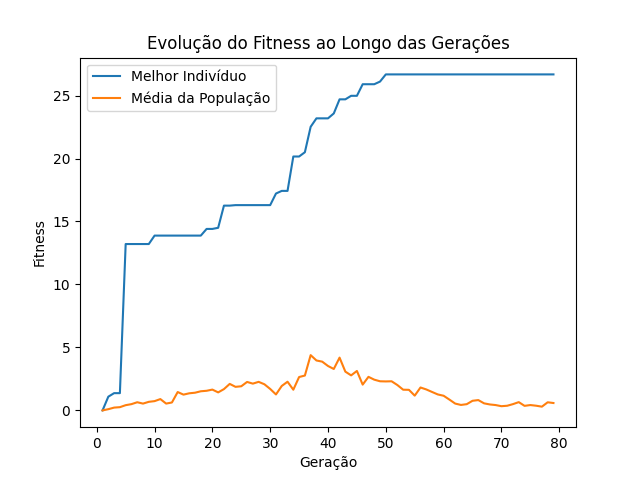 Evolução do Fitness ao Longo das Gerações
Melhor Indivíduo
Média da População
Fitness
25
20
15
10
5
0
0 10 20 30 40 50 60 70 80
Geração